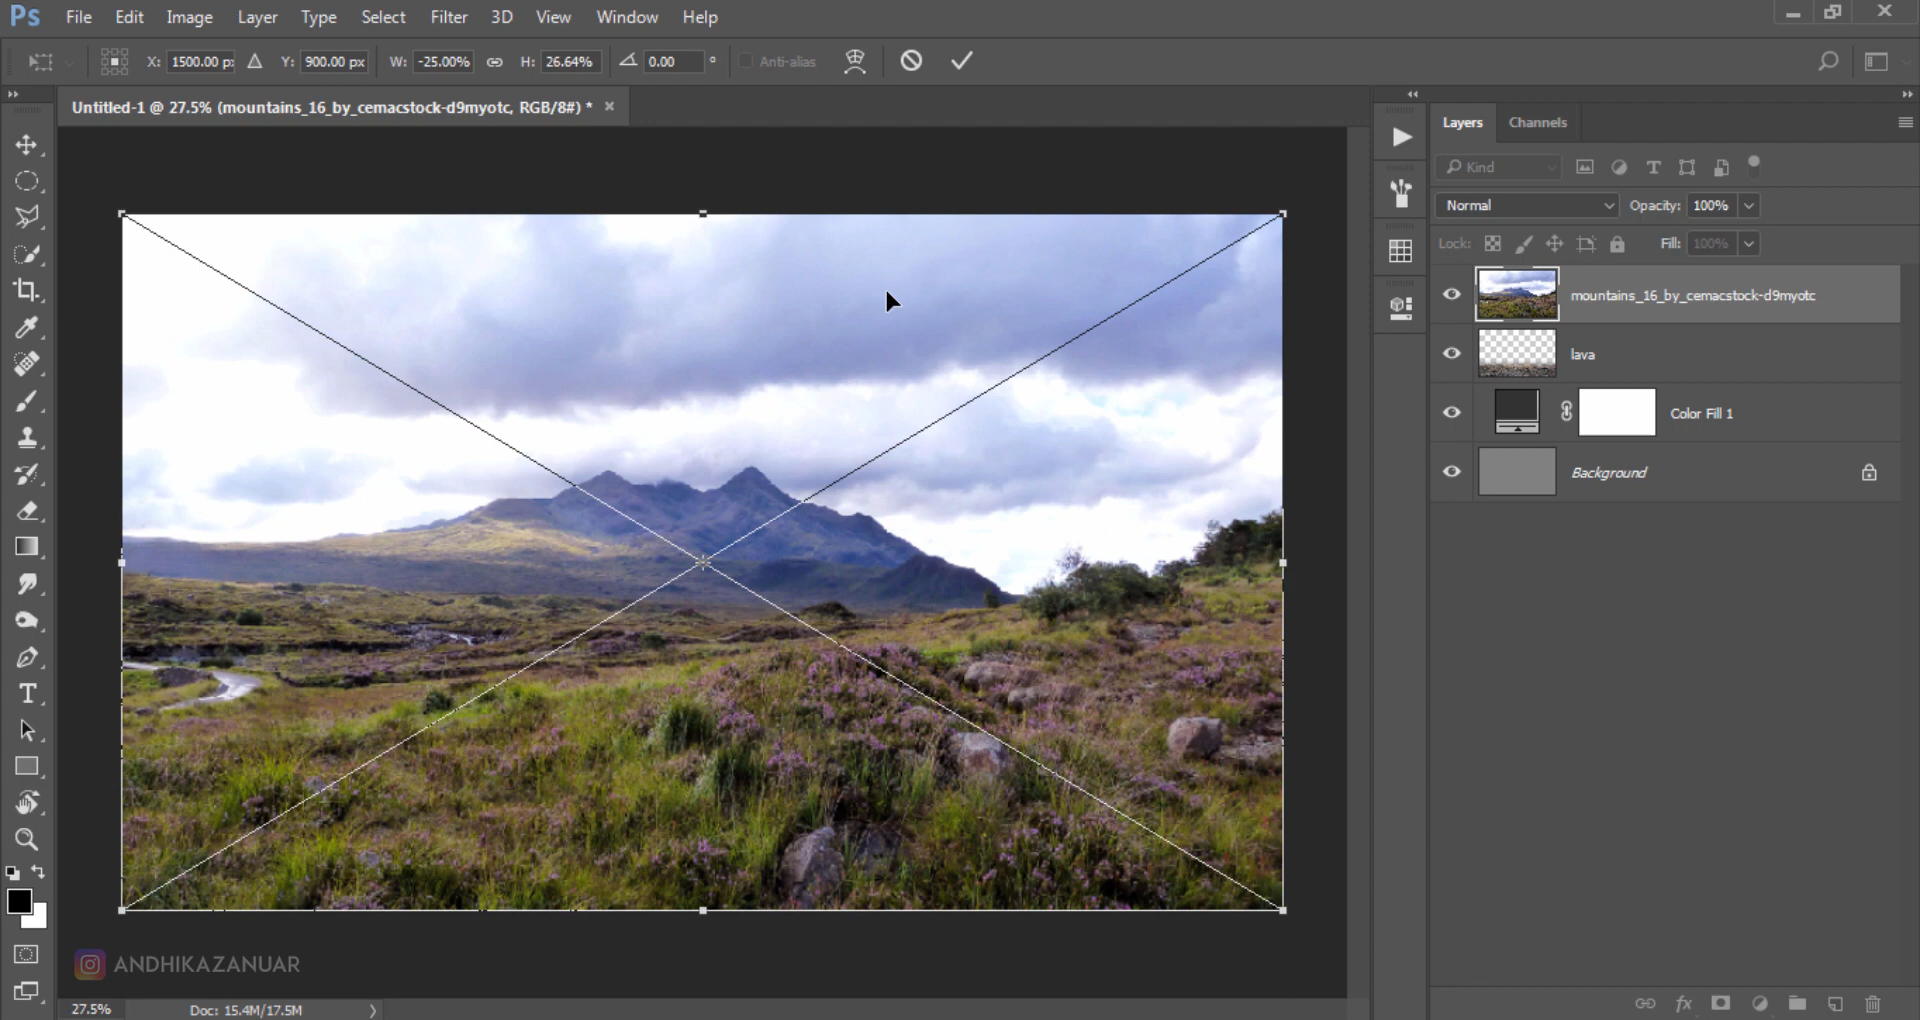 Ps File Edit Image Layer Type Select Filter 3D View Window Help
X: 1500.00 px Y: 900.00 px W: -25.00% H: 26.64% 0.00 ° Anti-alias
Untitled-1 @ 27.5% (mountains_16_by_cemacstock-d9myotc, RGB/8#) * ×
Layers Channels
Kind
Normal Opacity: 100%
Lock: Fill: 100%
mountains_16_by_cemacstock-d9myotc
lava
Color Fill 1
Background
ANDHIKAZANUAR
27.5% Doc: 15.4M/17.5M